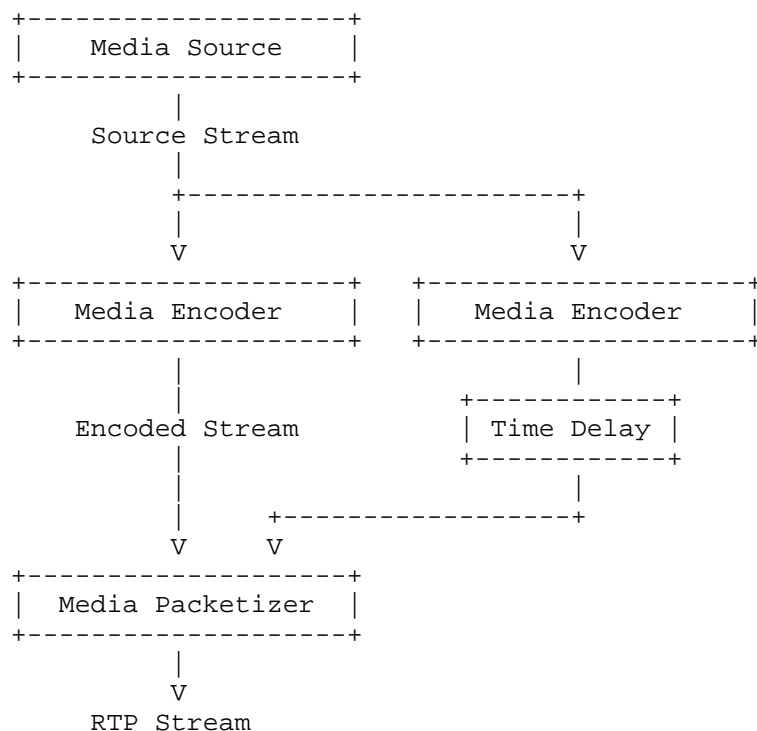 Media Source
Source Stream
V V
Media Encoder Media Encoder
Encoded Stream Time Delay
V V
Media Packetizer
V
RTP Stream